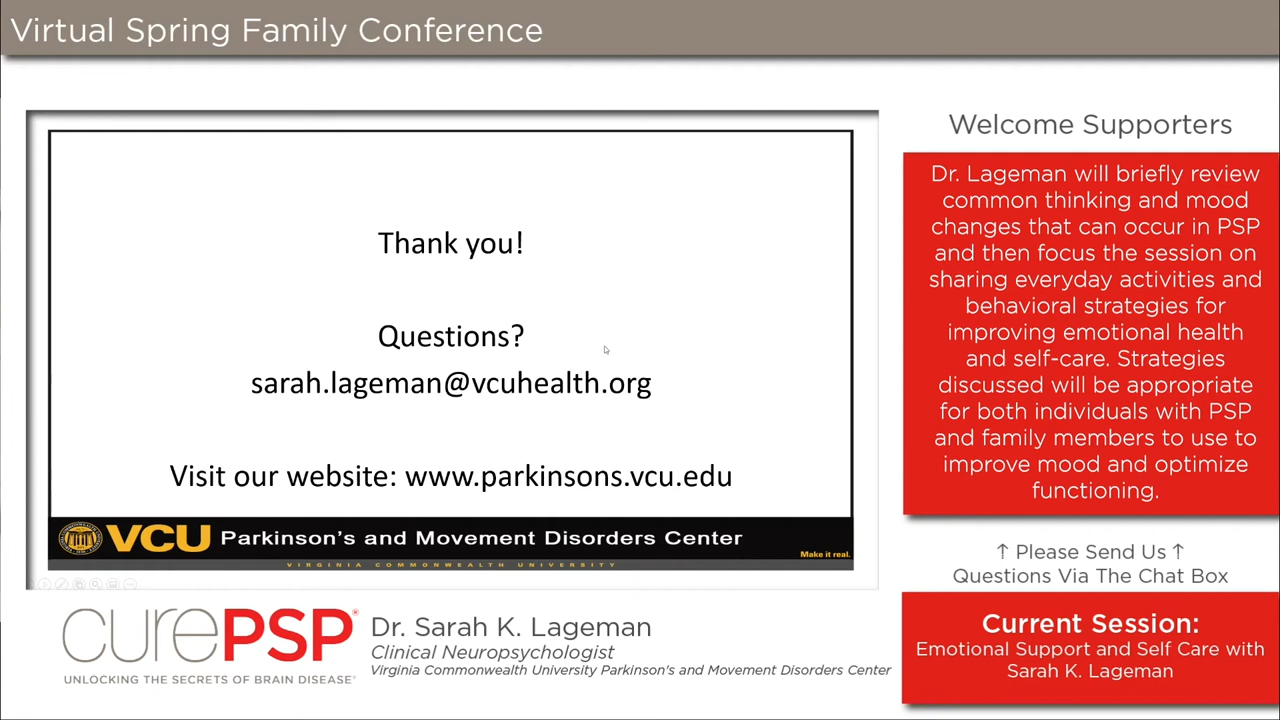 Virtual Spring Family Conference
Thank you!
Questions?
sarah.lageman@vcuhealth.org
Visit our website: www.parkinsons.vcu.edu
VCU Parkinson's and Movement Disorders Center
Make it real.
VIRGINIA COMMONWEALTH UNIVERSITY
curePSP®
UNLOCKING THE SECRETS OF BRAIN DISEASE®
Dr. Sarah K. Lageman
Clinical Neuropsychologist
Virginia Commonwealth University Parkinson's and Movement Disorders Center
Welcome Supporters
Dr. Lageman will briefly review
common thinking and mood
changes that can occur in PSP
and then focus the session on
sharing everyday activities and
behavioral strategies for
improving emotional health
and self-care. Strategies
discussed will be appropriate
for both individuals with PSP
and family members to use to
improve mood and optimize
functioning.
↑ Please Send Us ↑
Questions Via The Chat Box
Current Session:
Emotional Support and Self Care with
Sarah K. Lageman